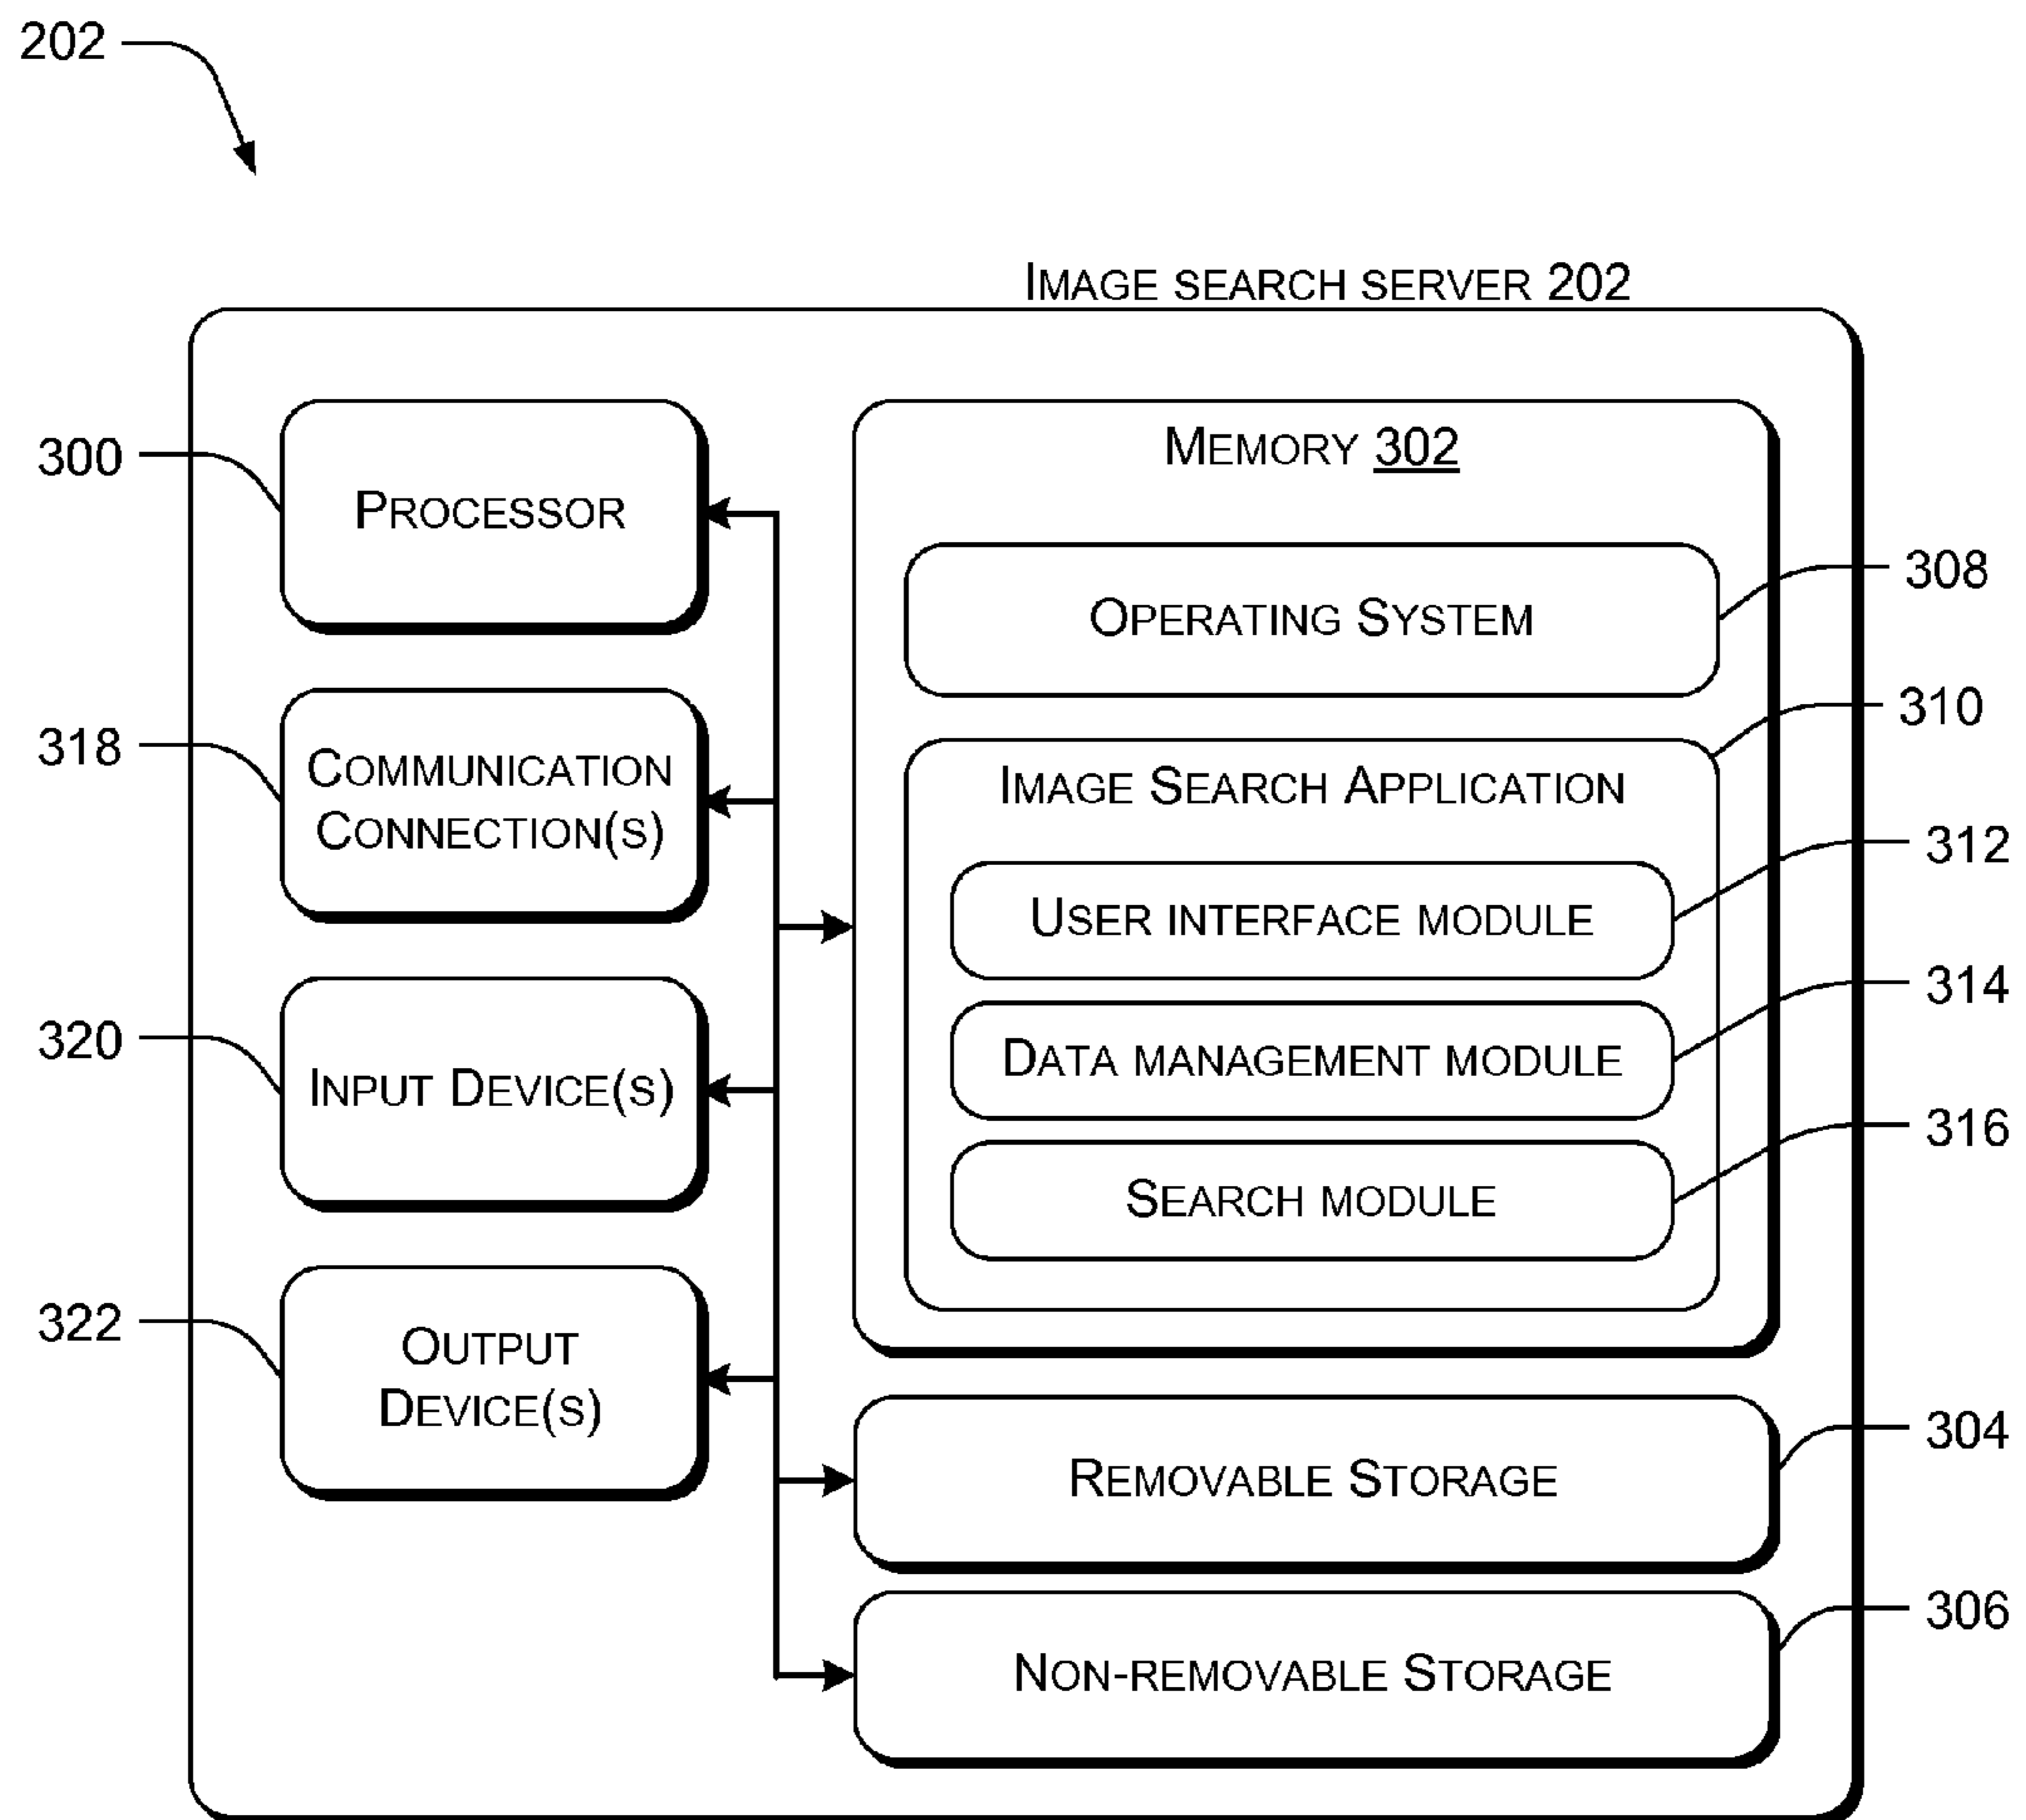 202
IMAGE SEARCH SERVER 202
300
PROCESSOR
318
COMMUNICATION
CONNECTION(S)
320
INPUT DEVICE(S)
322
OUTPUT
DEVICE(S)
MEMORY 302
OPERATING SYSTEM
308
310
IMAGE SEARCH APPLICATION
312
USER INTERFACE MODULE
314
DATA MANAGEMENT MODULE
316
SEARCH MODULE
304
REMOVABLE STORAGE
306
NON-REMOVABLE STORAGE